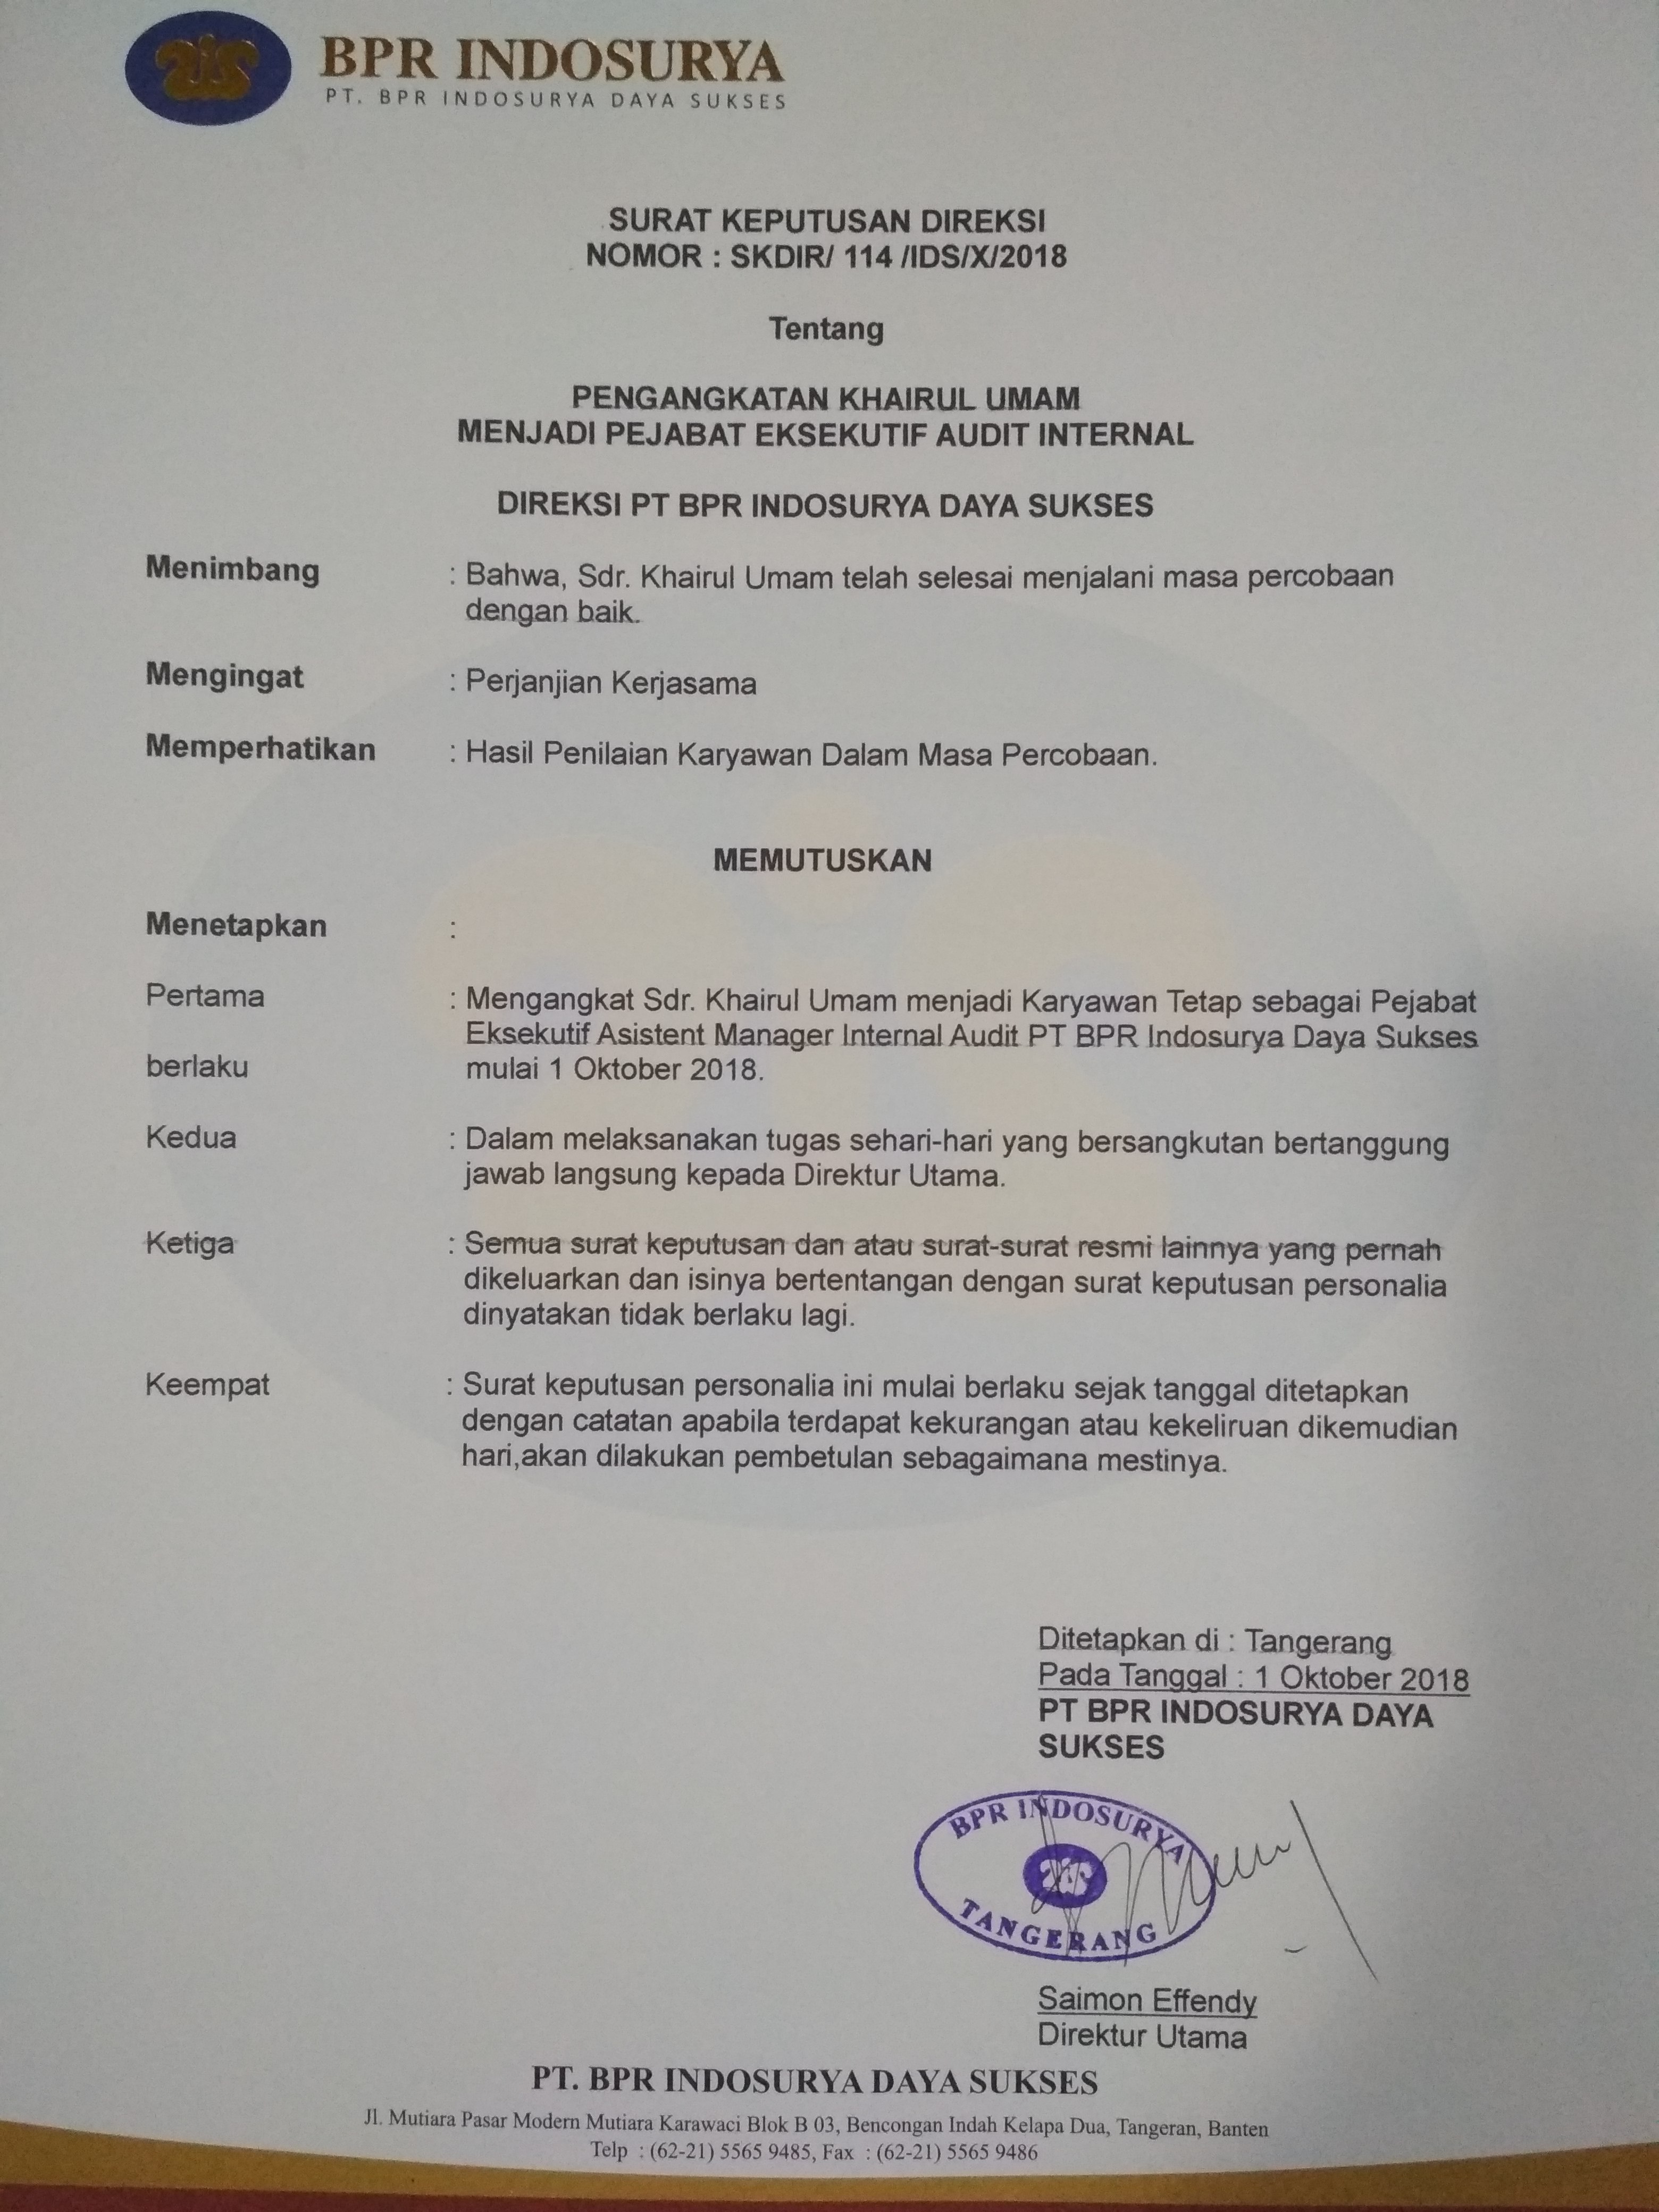 BPR INDOSURYA
PT. BPR INDOSURYA DAYA SUKSES
SURAT KEPUTUSAN DIREKSI
NOMOR : SKDIR/ 114 /IDS/X/2018
Tentang
PENGANGKATAN KHAIRUL UMAM
MENJADI PEJABAT EKSEKUTIF AUDIT INTERNAL
DIREKSI PT BPR INDOSURYA DAYA SUKSES
Menimbang : Bahwa, Sdr. Khairul Umam telah selesai menjalani masa percobaan
dengan baik.
Mengingat : Perjanjian Kerjasama
Memperhatikan : Hasil Penilaian Karyawan Dalam Masa Percobaan.
MEMUTUSKAN
Menetapkan :
Pertama : Mengangkat Sdr. Khairul Umam menjadi Karyawan Tetap sebagai Pejabat
Eksekutif Asistent Manager Internal Audit PT BPR Indosurya Daya Sukses
berlaku mulai 1 Oktober 2018.
Kedua : Dalam melaksanakan tugas sehari-hari yang bersangkutan bertanggung
jawab langsung kepada Direktur Utama.
Ketiga : Semua surat keputusan dan atau surat-surat resmi lainnya yang pernah
dikeluarkan dan isinya bertentangan dengan surat keputusan personalia
dinyatakan tidak berlaku lagi.
Keempat : Surat keputusan personalia ini mulai berlaku sejak tanggal ditetapkan
dengan catatan apabila terdapat kekurangan atau kekeliruan dikemudian
hari,akan dilakukan pembetulan sebagaimana mestinya.
Ditetapkan di : Tangerang
Pada Tanggal : 1 Oktober 2018
PT BPR INDOSURYA DAYA
SUKSES
BPR INDOSURYA
TANGERANG
Saimon Effendy
Direktur Utama
PT. BPR INDOSURYA DAYA SUKSES
Jl. Mutiara Pasar Modern Mutiara Karawaci Blok B 03, Bencongan Indah Kelapa Dua, Tangeran, Banten
Telp : (62-21) 5565 9485, Fax : (62-21) 5565 9486